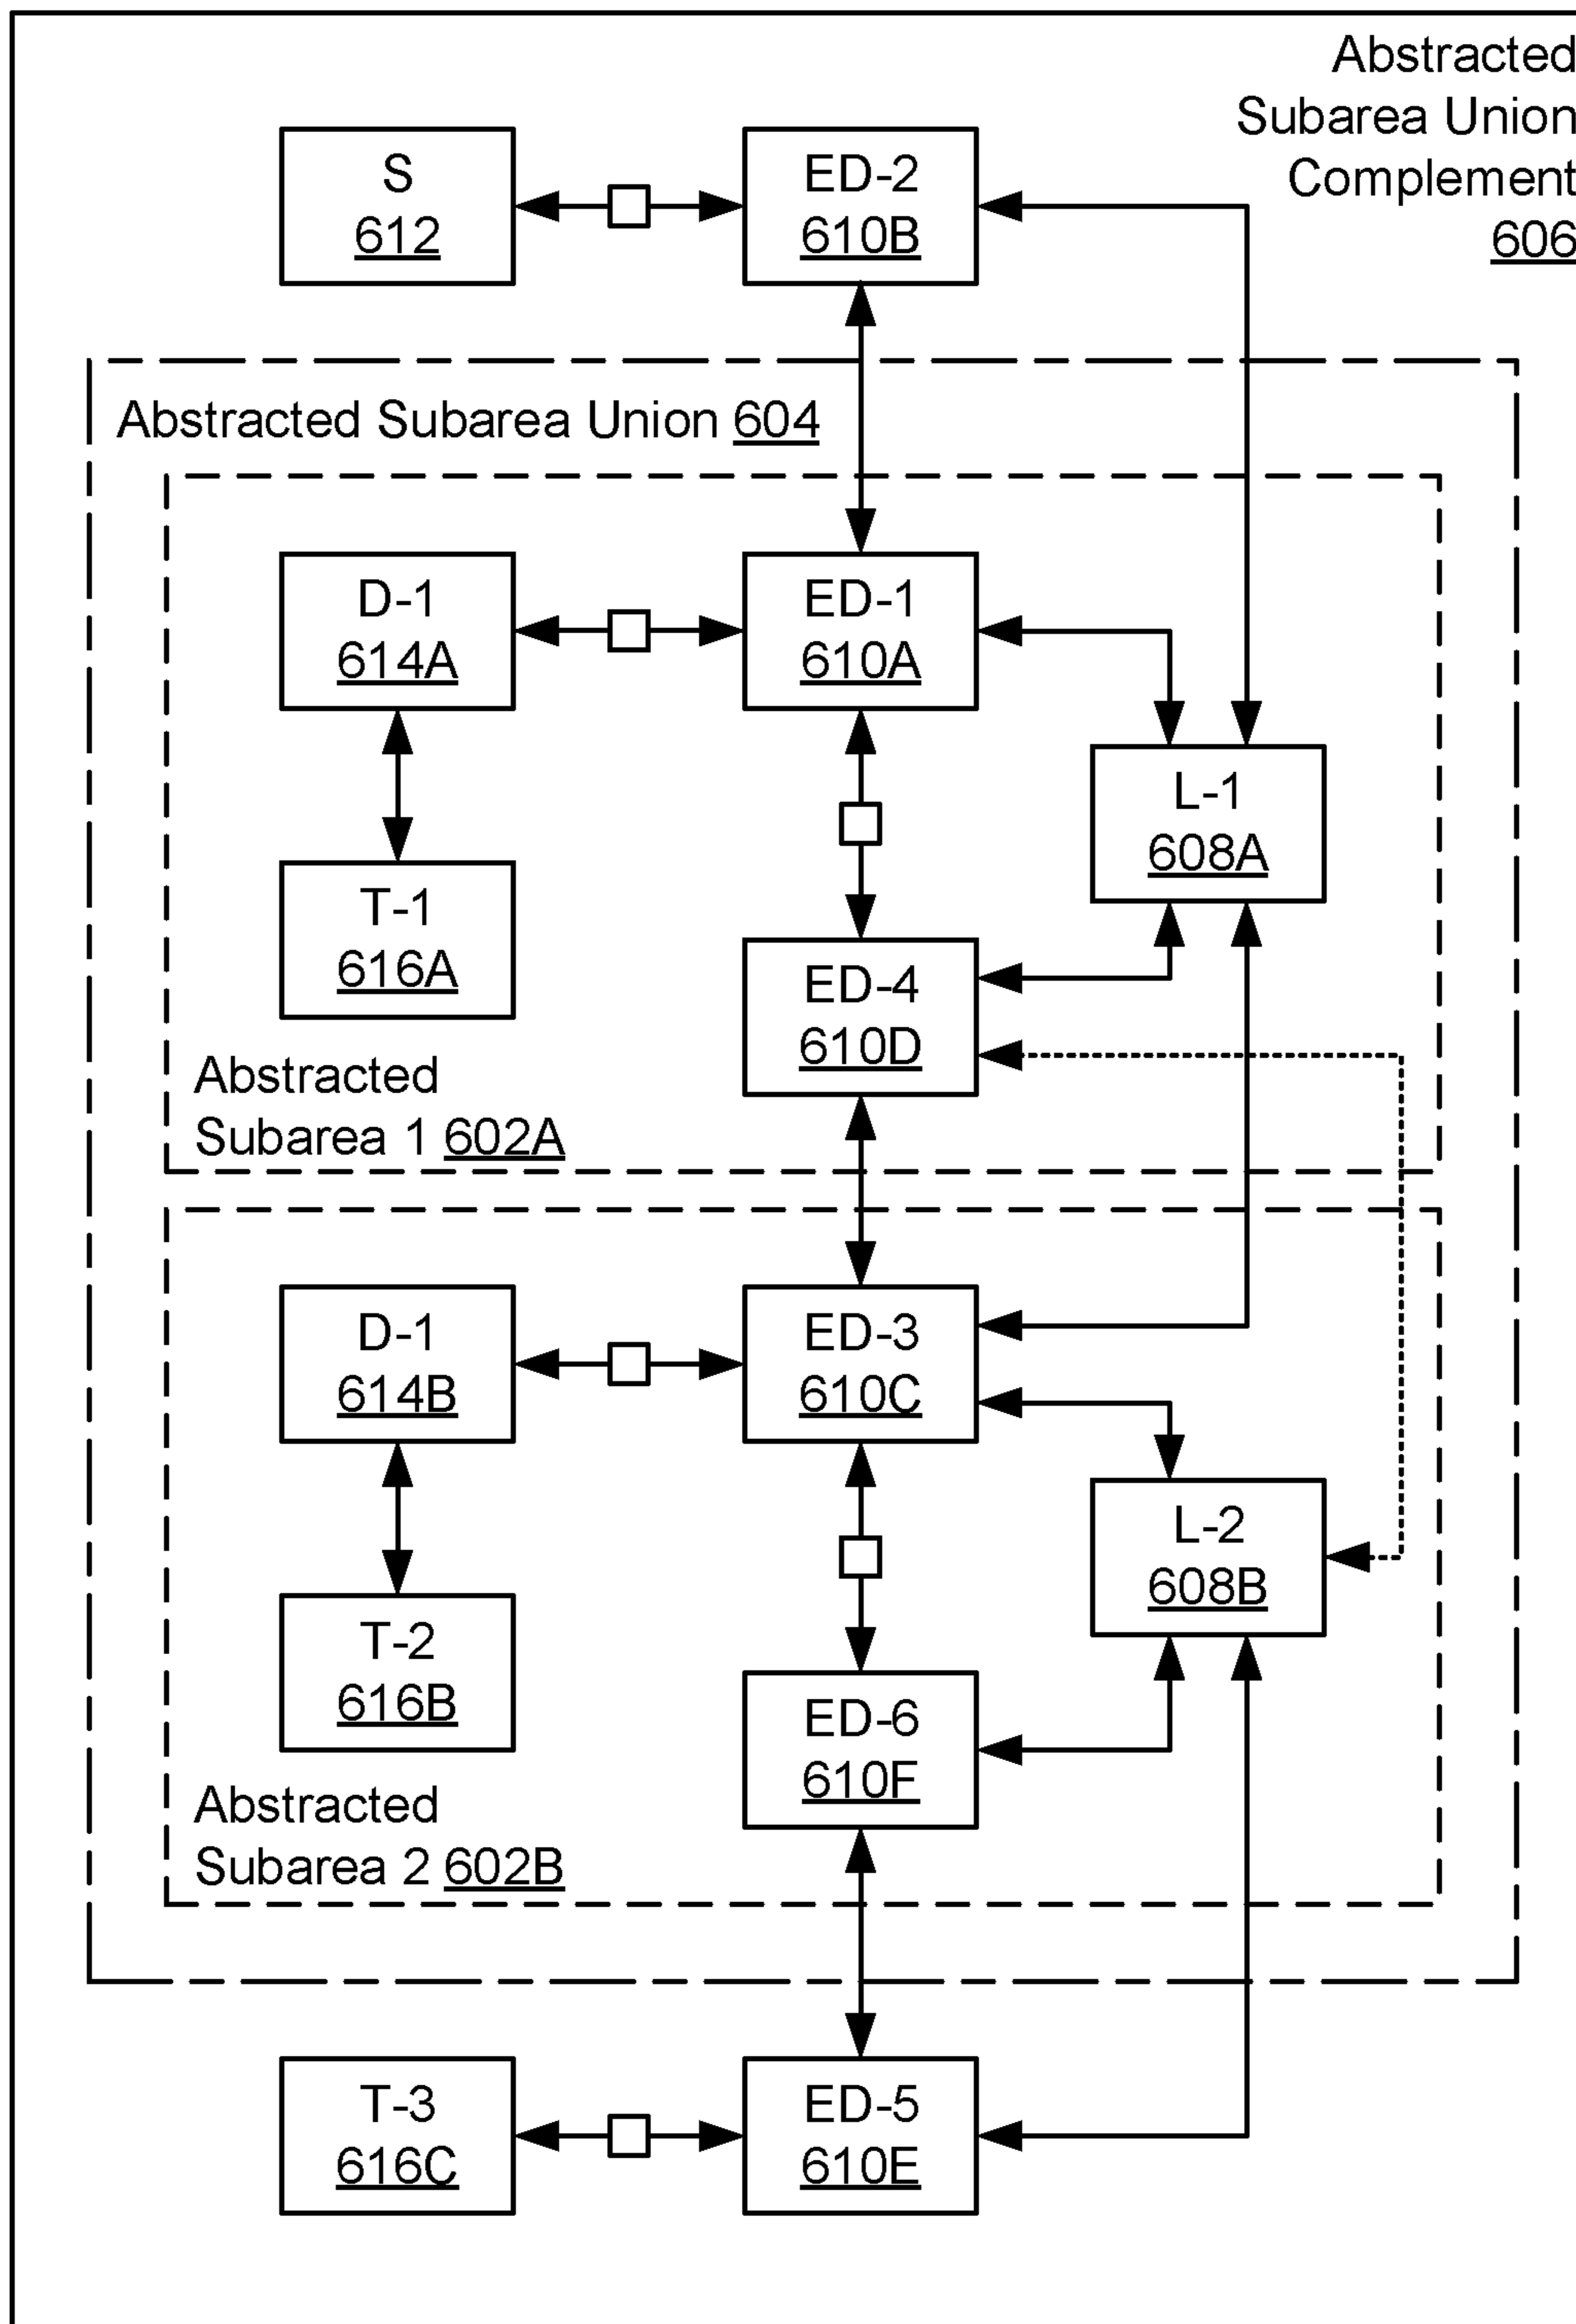 Abstracted
Subarea Union
Complement
606
S
612
ED-2
610B
Abstracted Subarea Union 604
D-1
614A
ED-1
610A
L-1
608A
T-1
616A
ED-4
610D
Abstracted
Subarea 1 602A
D-1
614B
ED-3
610C
L-2
608B
T-2
616B
ED-6
610F
Abstracted
Subarea 2 602B
T-3
616C
ED-5
610E